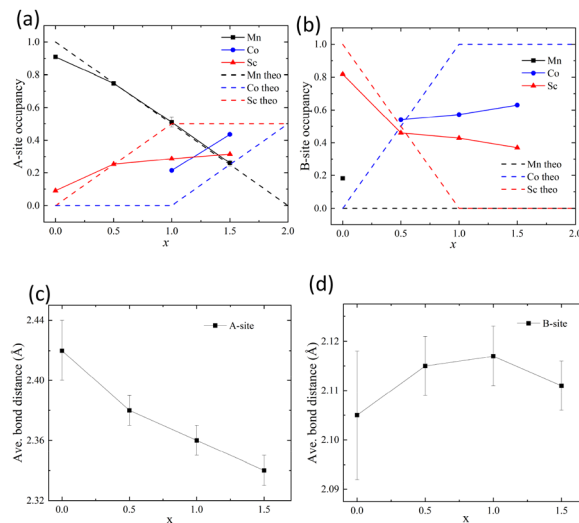 (a)
A-site occupancy
1.0
0.8
0.6
0.4
0.2
0.0
0.0 0.5 1.0 1.5 2.0
x
Mn
Co
Sc
Mn theo
Co theo
Sc theo
(b)
B-site occupancy
1.0
0.8
0.6
0.4
0.2
0.0
0.0 0.5 1.0 1.5 2.0
x
Mn
Co
Sc
Mn theo
Co theo
Sc theo
(c)
Ave. bond distance (Å)
2.44
2.40
2.36
2.32
0.0 0.5 1.0 1.5
x
A-site
(d)
Ave. bond distance (Å)
2.12
2.11
2.10
2.09
0.0 0.5 1.0 1.5
x
B-site